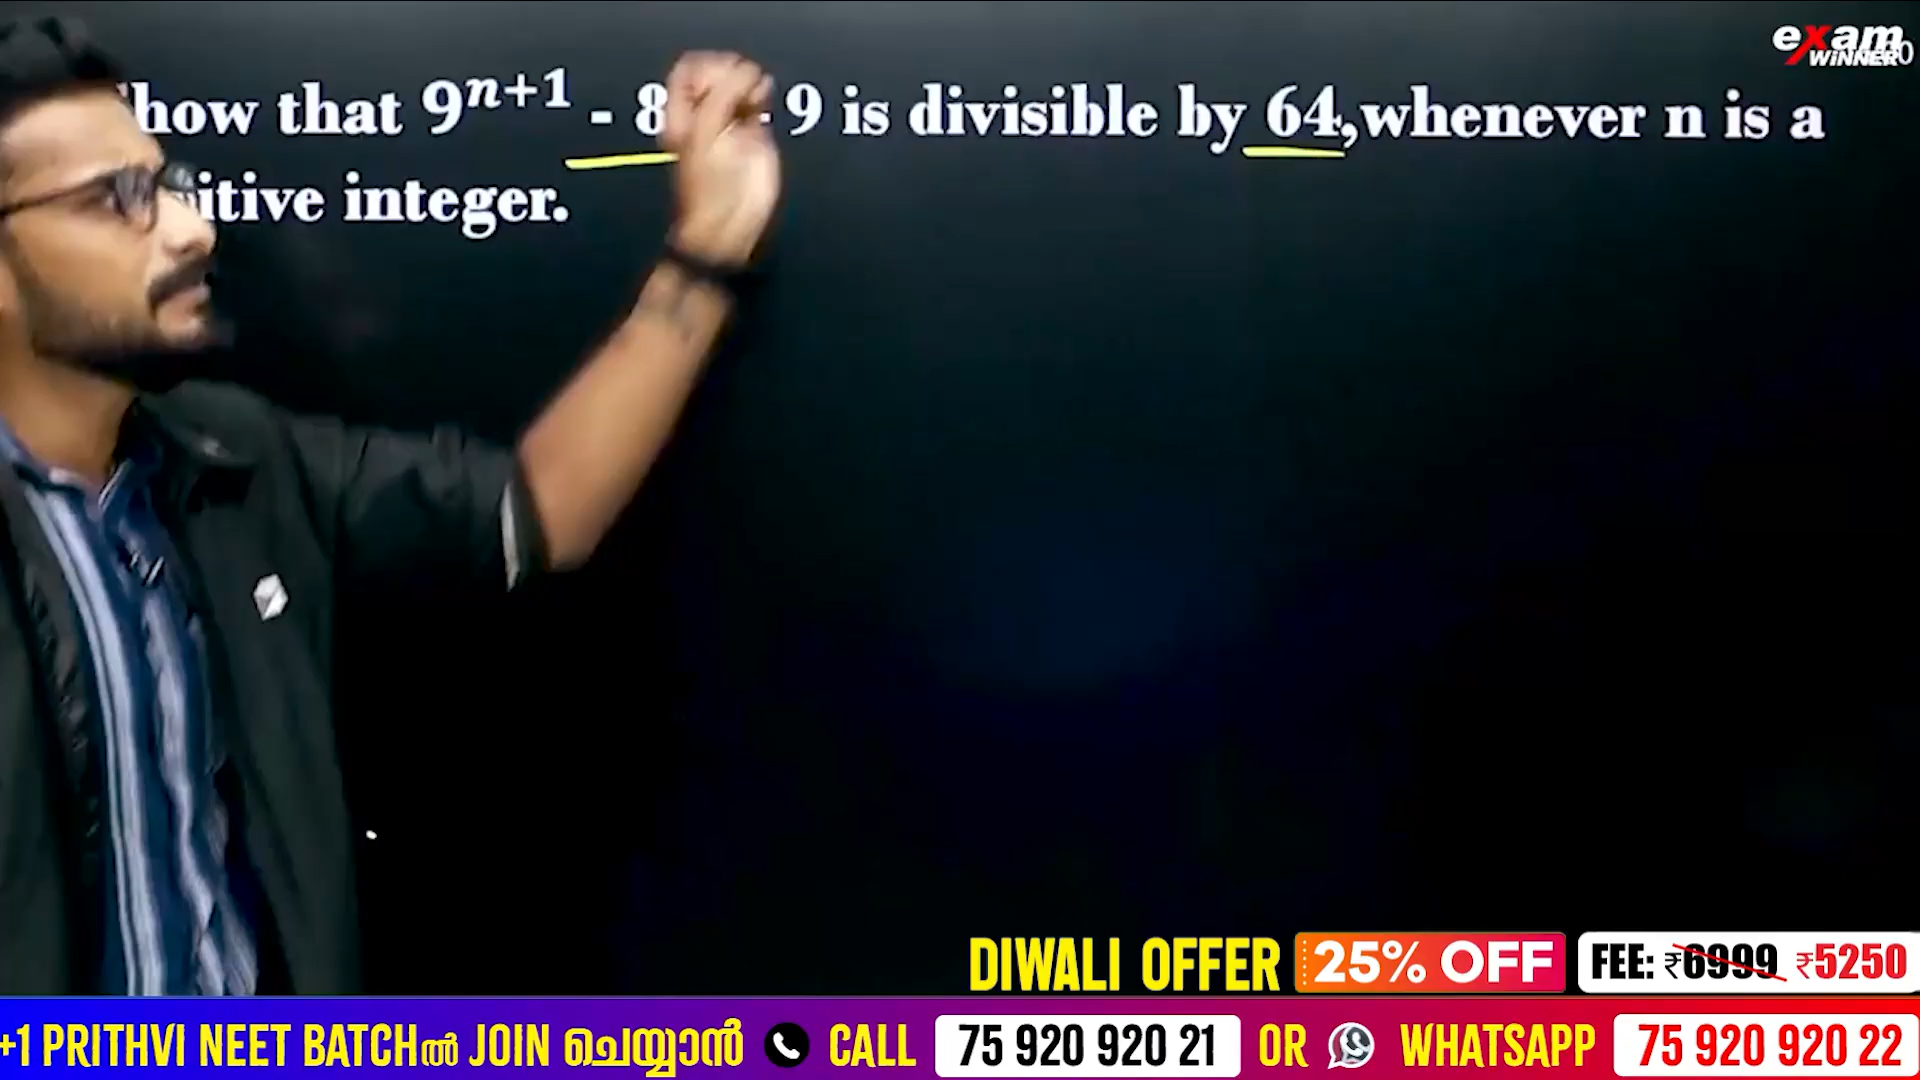 exam
WiNNER
how that 9ⁿ⁺¹ - 8 - 9 is divisible by 64,whenever n is a
itive integer.
DIWALI OFFER 25% OFF FEE: ₹6999 ₹5250
+1 PRITHVI NEET BATCHൽ JOIN ചെയ്യാൻ CALL 75 920 920 21 OR WHATSAPP 75 920 920 22